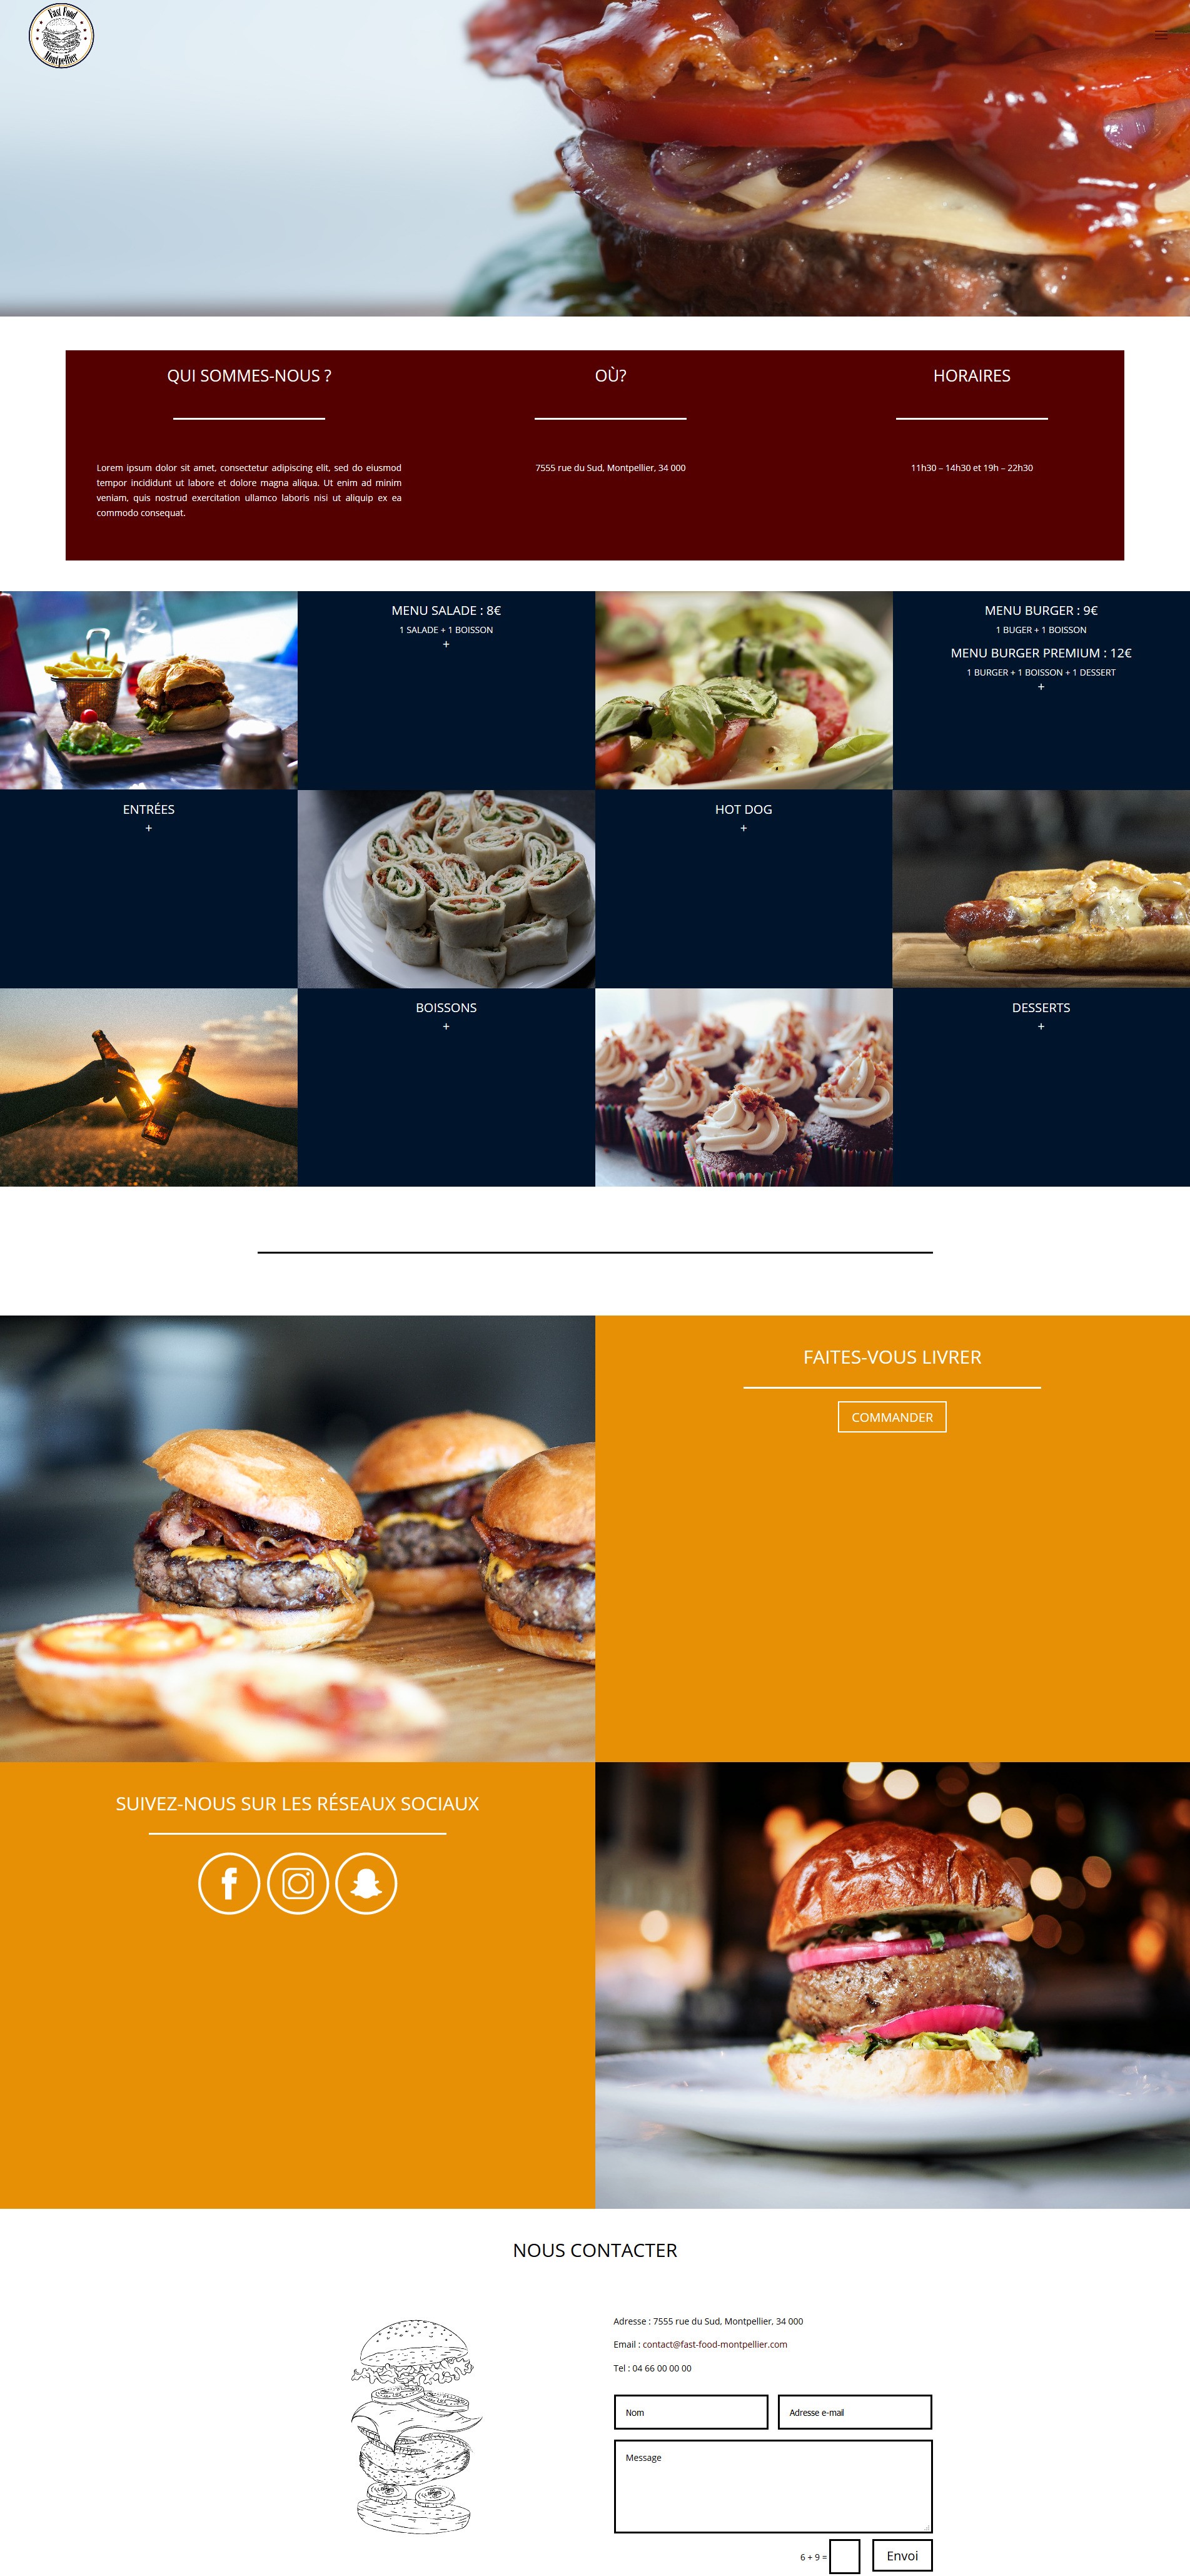 Fast Food
Montpellier
QUI SOMMES-NOUS ?
Lorem ipsum dolor sit amet, consectetur adipiscing elit, sed do eiusmod
tempor incididunt ut labore et dolore magna aliqua. Ut enim ad minim
veniam, quis nostrud exercitation ullamco laboris nisi ut aliquip ex ea
commodo consequat.
OÙ?
7555 rue du Sud, Montpellier, 34 000
HORAIRES
11h30 – 14h30 et 19h – 22h30
MENU SALADE : 8€
1 SALADE + 1 BOISSON
+
MENU BURGER : 9€
1 BUGER + 1 BOISSON
MENU BURGER PREMIUM : 12€
1 BURGER + 1 BOISSON + 1 DESSERT
+
ENTRÉES
+
HOT DOG
+
BOISSONS
+
DESSERTS
+
FAITES-VOUS LIVRER
COMMANDER
SUIVEZ-NOUS SUR LES RÉSEAUX SOCIAUX
NOUS CONTACTER
Adresse : 7555 rue du Sud, Montpellier, 34 000
Email : contact@fast-food-montpellier.com
Tel : 04 66 00 00 00
Nom
Adresse e-mail
Message
6 + 9 =
Envoi